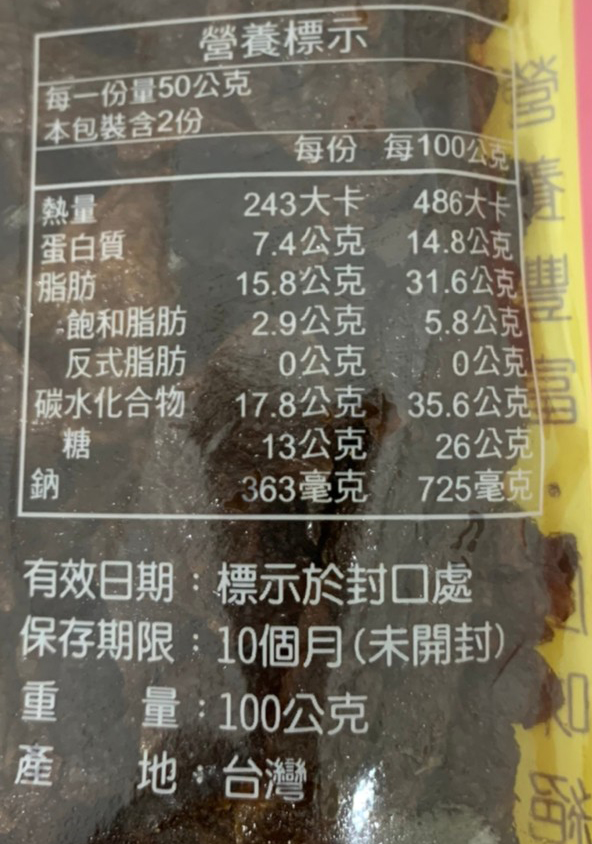 營養標示
每一份量50公克
本包裝含2份
每份 每100公克
熱量 243大卡 486大卡
蛋白質 7.4公克 14.8公克
脂肪 15.8公克 31.6公克
飽和脂肪 2.9公克 5.8公克
反式脂肪 0公克 0公克
碳水化合物 17.8公克 35.6公克
糖 13公克 26公克
鈉 363毫克 725毫克
有效日期：標示於封口處
保存期限：10個月(未開封)
重量：100公克
產地：台灣
營養豐富